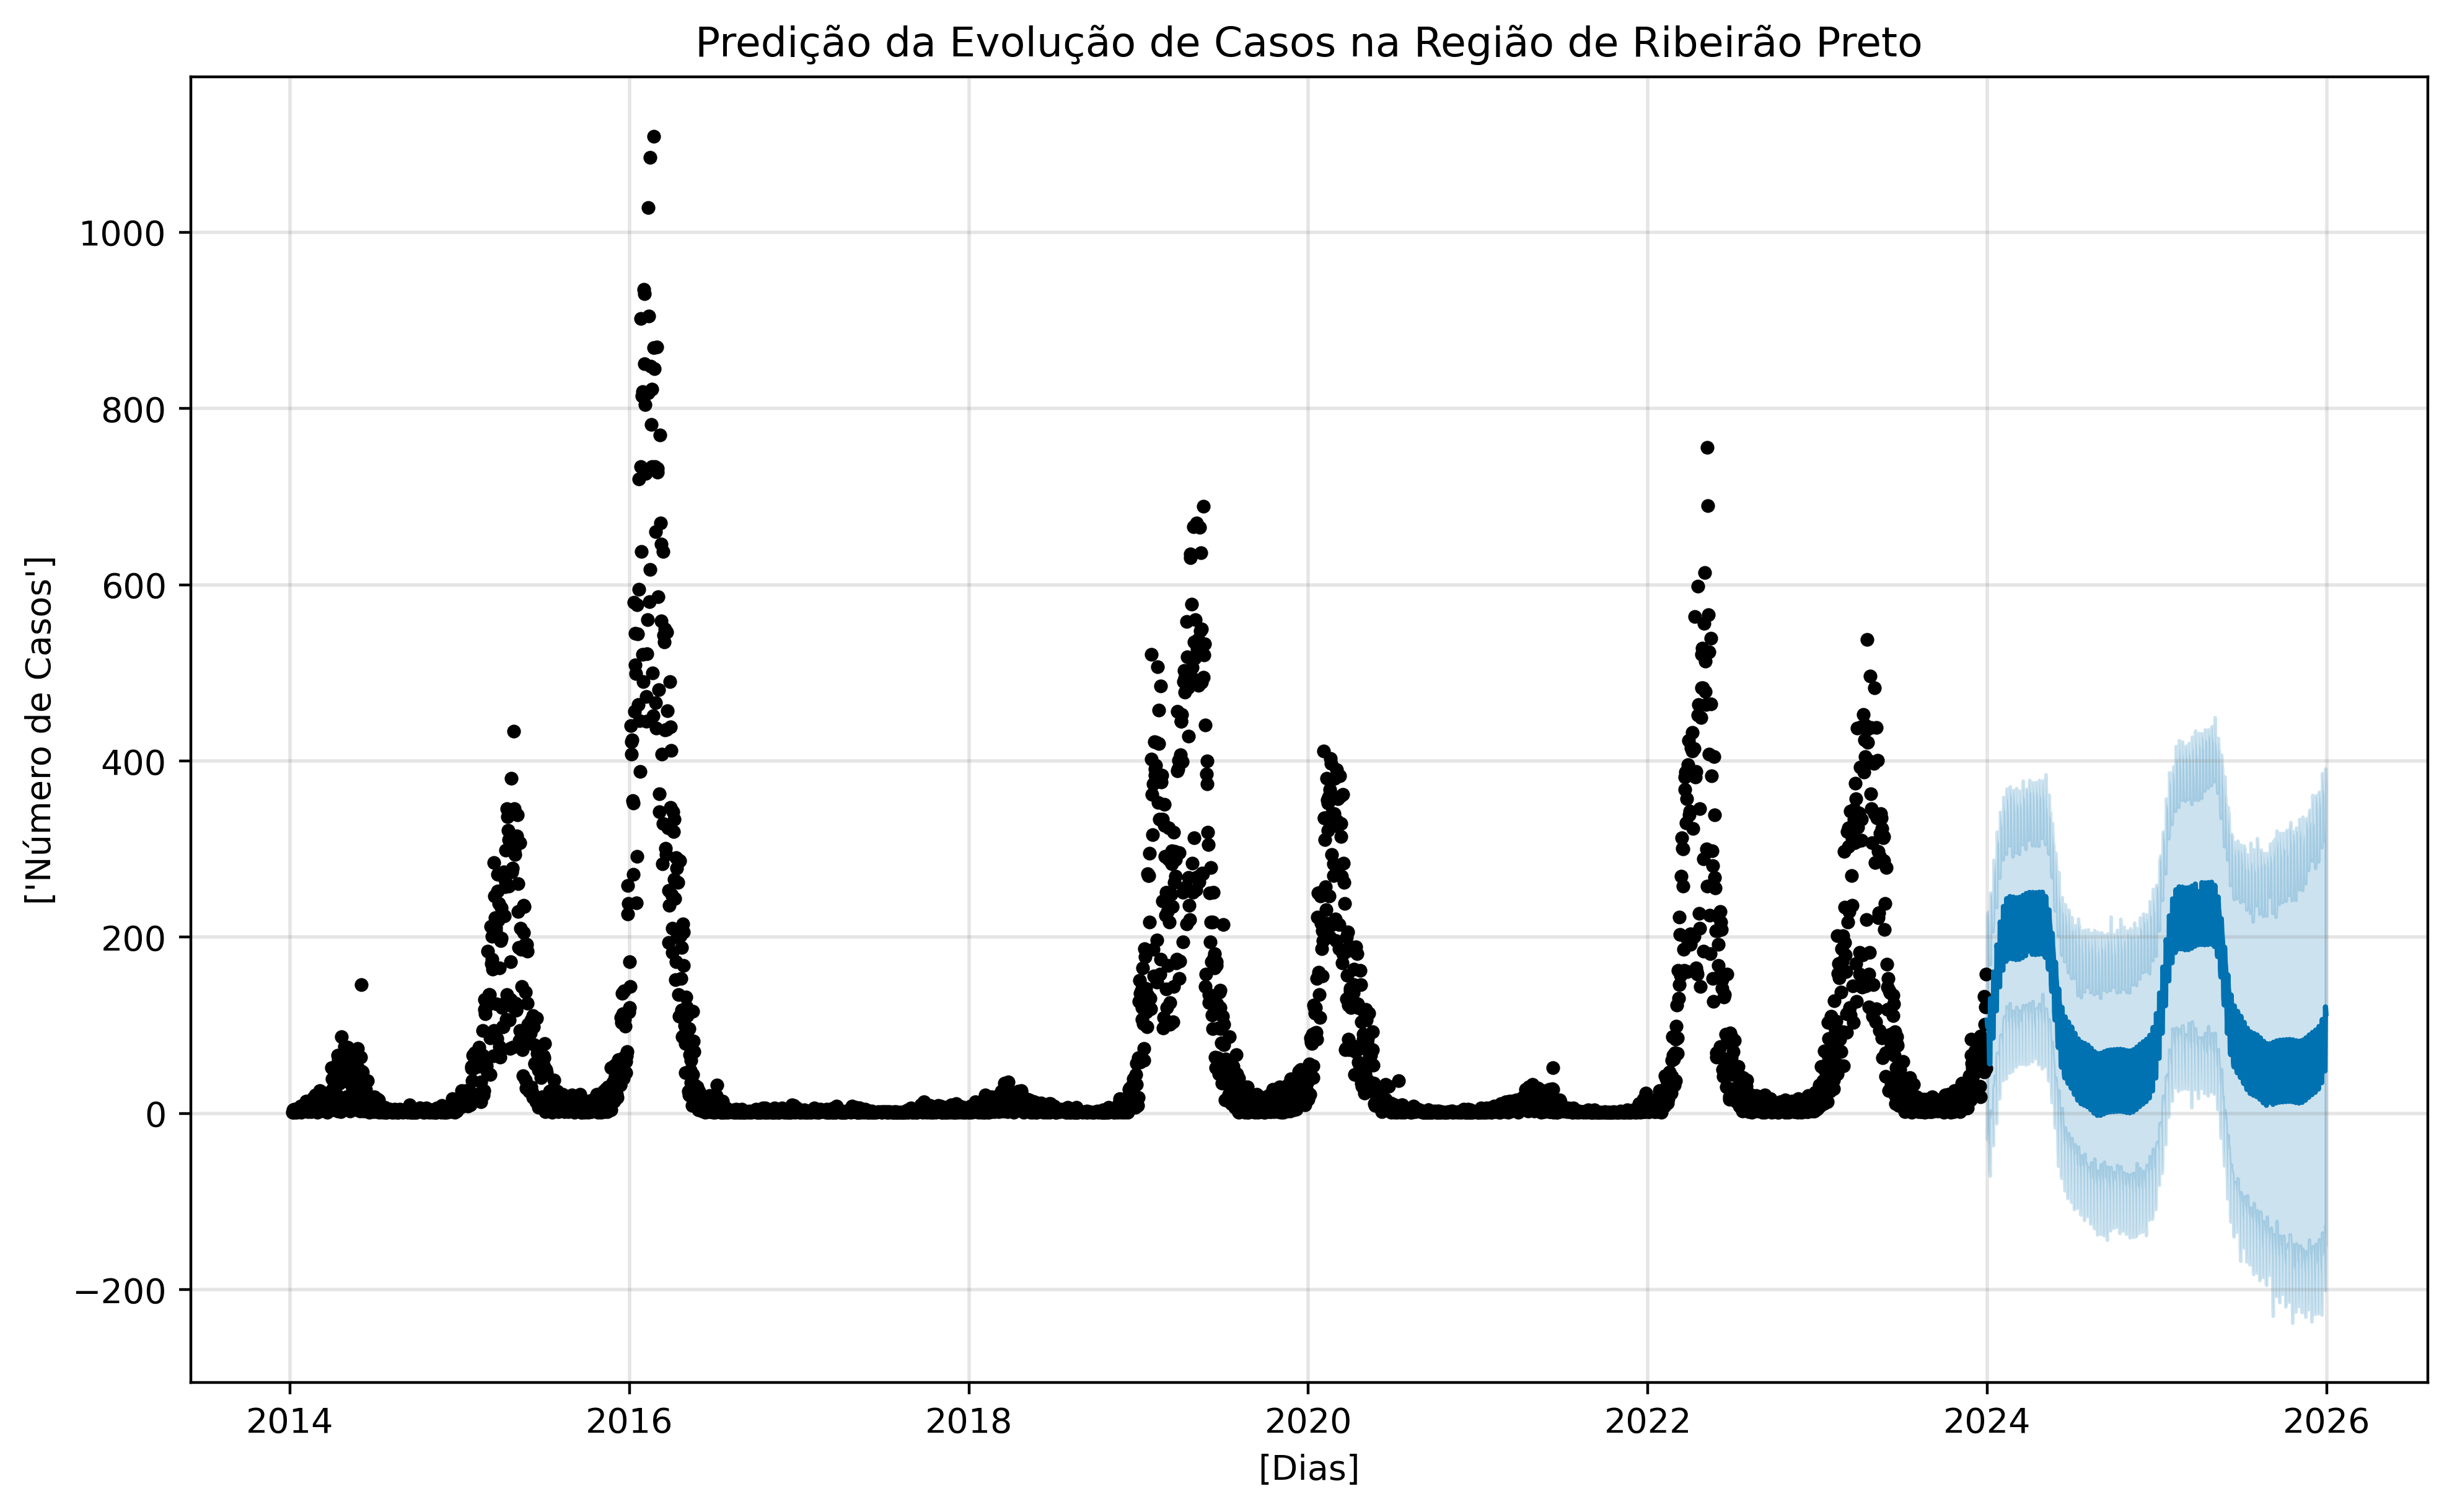 Predição da Evolução de Casos na Região de Ribeirão Preto
['Número de Casos']
1000
800
600
400
200
0
−200
2014 2016 2018 2020 2022 2024 2026
[Dias]